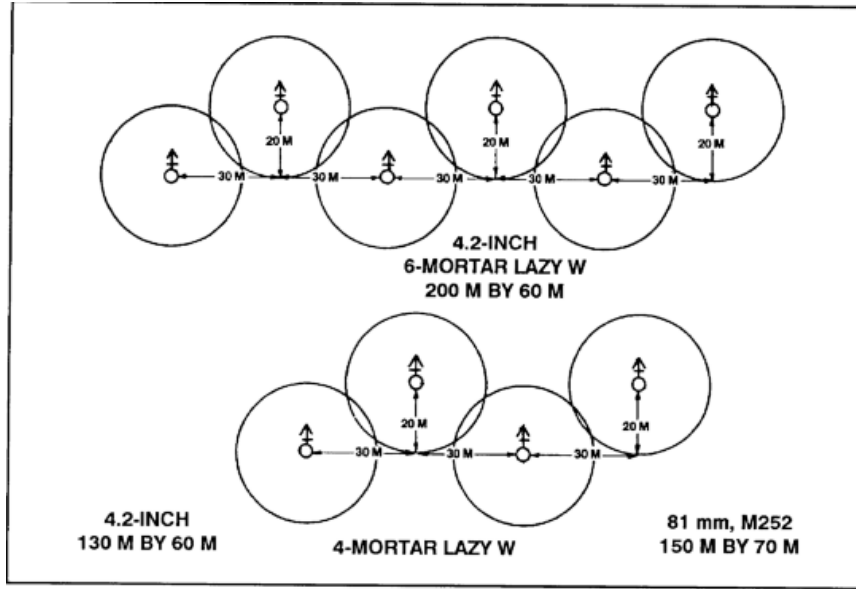 20 M
20 M
20 M
30 M
30 M
30 M
30 M
30 M
4.2-INCH
6-MORTAR LAZY W
200 M BY 60 M
20 M
20 M
30 M
30 M
30 M
4.2-INCH
130 M BY 60 M
4-MORTAR LAZY W
81 mm, M252
150 M BY 70 M